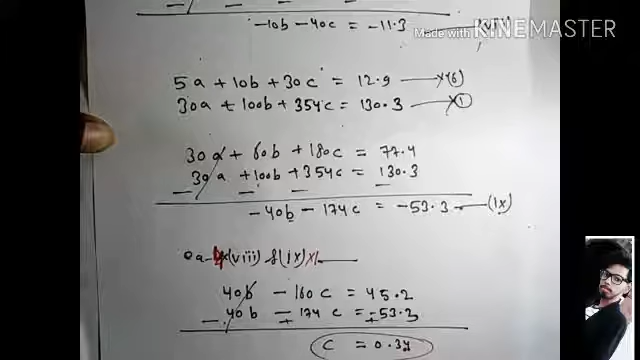 -10b - 40c = -11.3 (viii)
Made with KINEMASTER
5a + 10b + 30c = 12.9 ×(6)
30a + 100b + 354c = 130.3 ×(1)
30a + 60b + 180c = 77.4
30a + 100b + 354c = 130.3
- - - -
-40b - 174c = -53.3 (ix)
(viii) & (ix) ×1
40b - 160c = 45.2
40b - 174c = -53.3
- + +